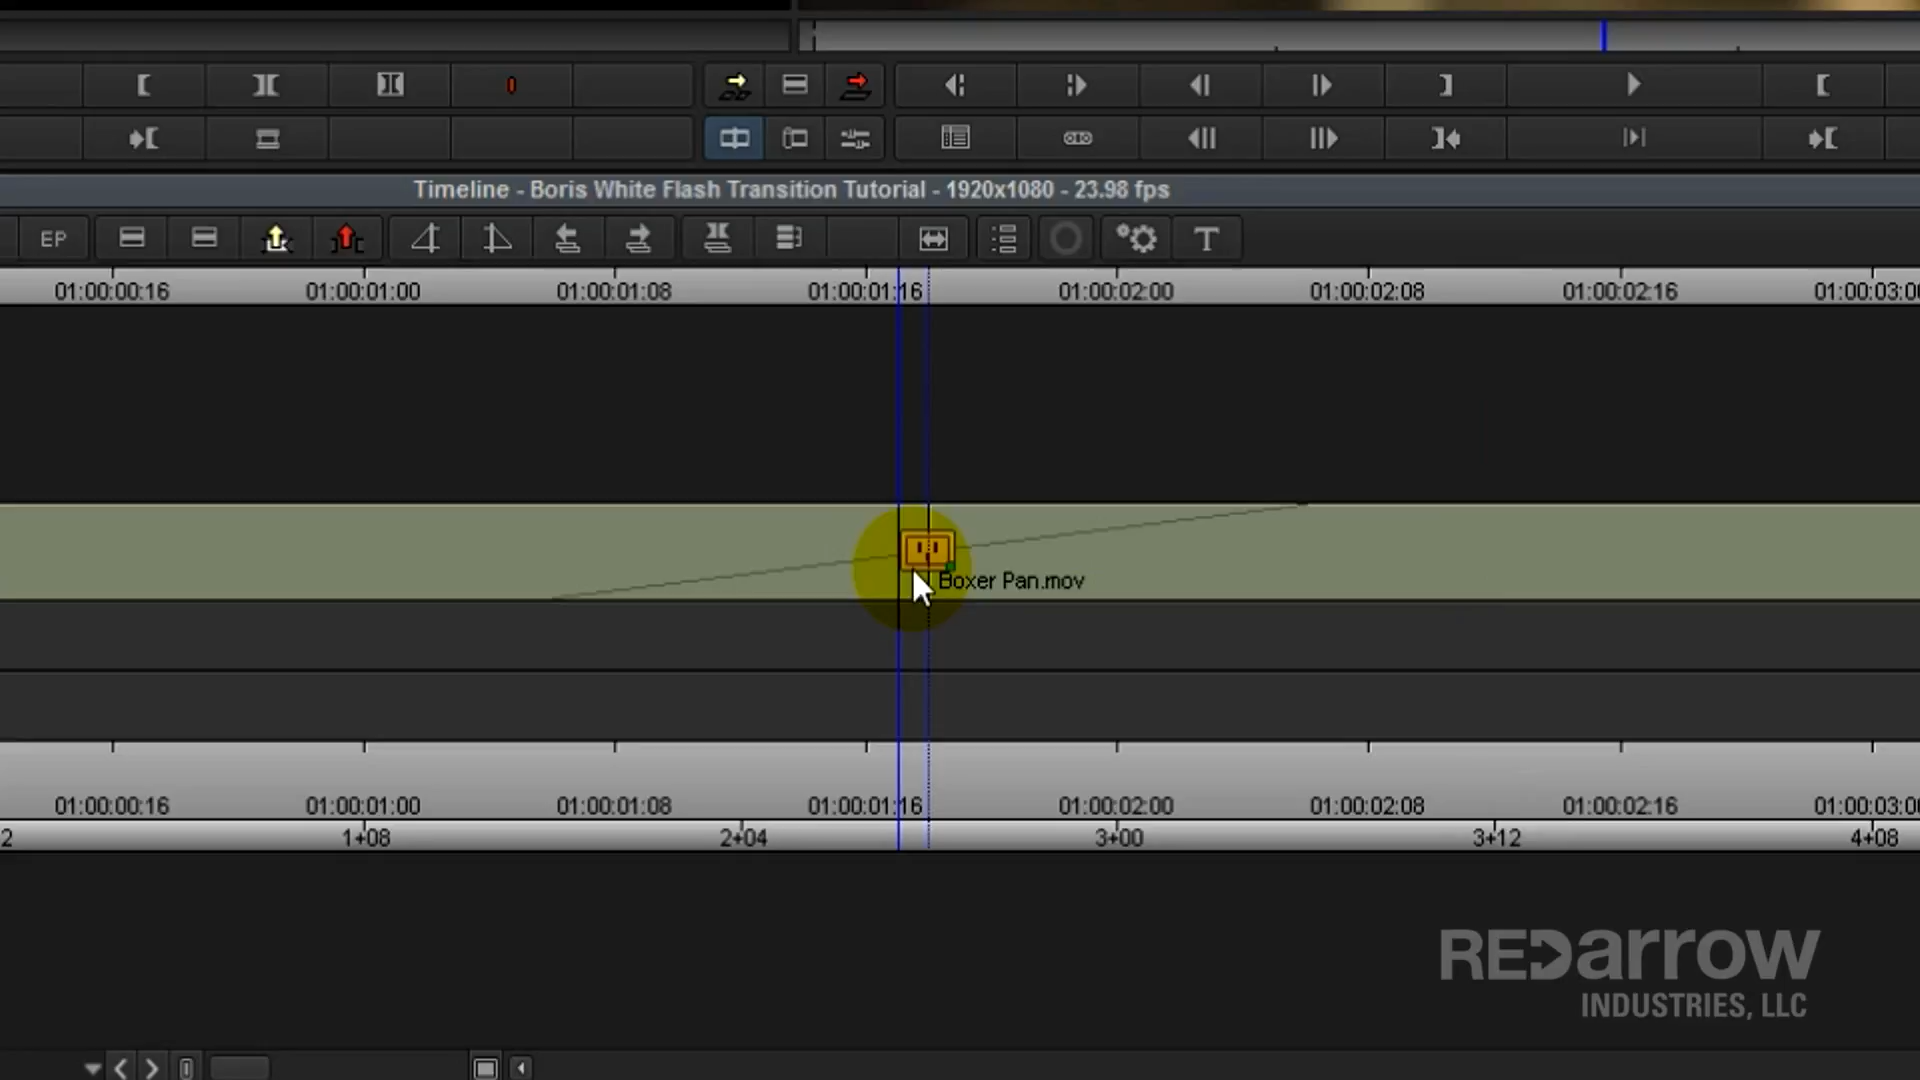 Timeline - Boris White Flash Transition Tutorial - 1920x1080 - 23.98 fps
EP
T
01:00:00:16 01:00:01:00 01:00:01:08 01:00:01:16 01:00:02:00 01:00:02:08 01:00:02:16 01:00:03:0
Boxer Pan.mov
01:00:00:16 01:00:01:00 01:00:01:08 01:00:01:16 01:00:02:00 01:00:02:08 01:00:02:16 01:00:03:0
2 1+08 2+04 3+00 3+12 4+08
REDarrow
INDUSTRIES, LLC